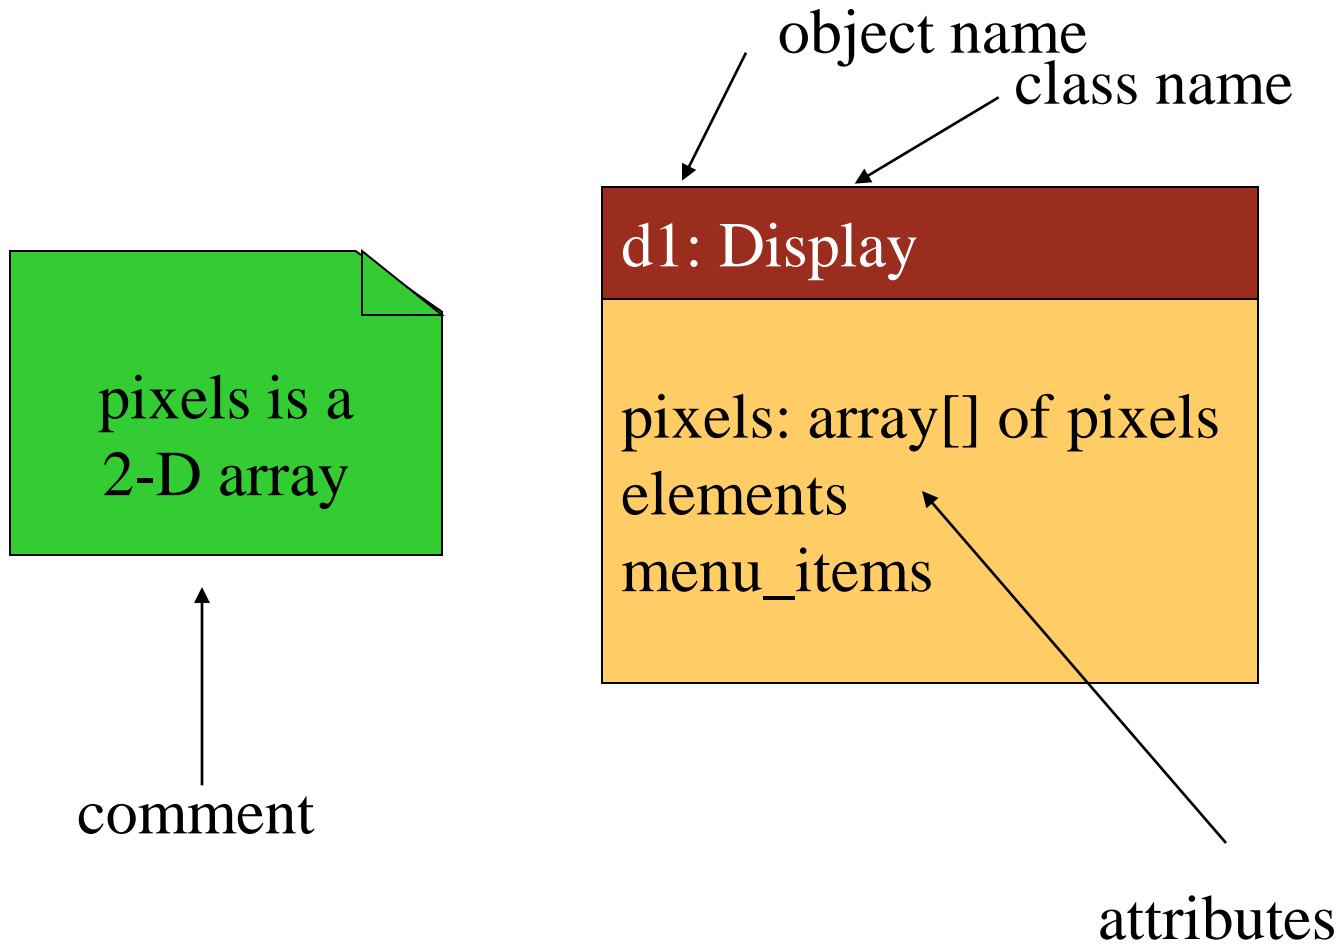 object name
class name
d1: Display
pixels is a
2-D array
pixels: array[] of pixels
elements
menu_items
comment
attributes